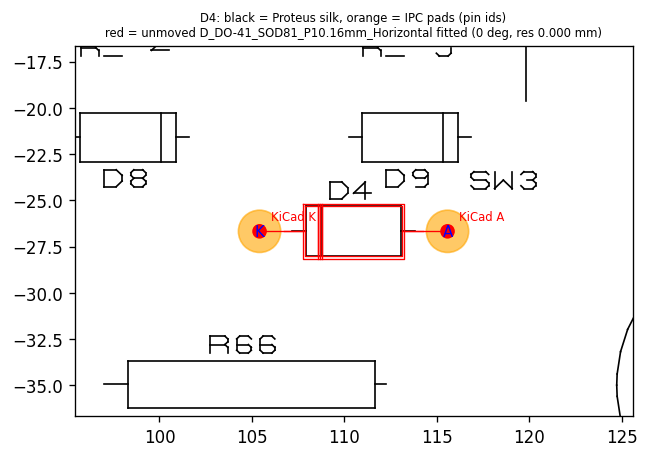 D4: black = Proteus silk, orange = IPC pads (pin ids)
red = unmoved D_DO-41_SOD81_P10.16mm_Horizontal fitted (0 deg, res 0.000 mm)
−17.5
−20.0
−22.5
D8
D9
SW3
−25.0
D4
KiCad K
KiCad A
K
A
−27.5
−30.0
−32.5
R66
−35.0
100
105
110
115
120
125